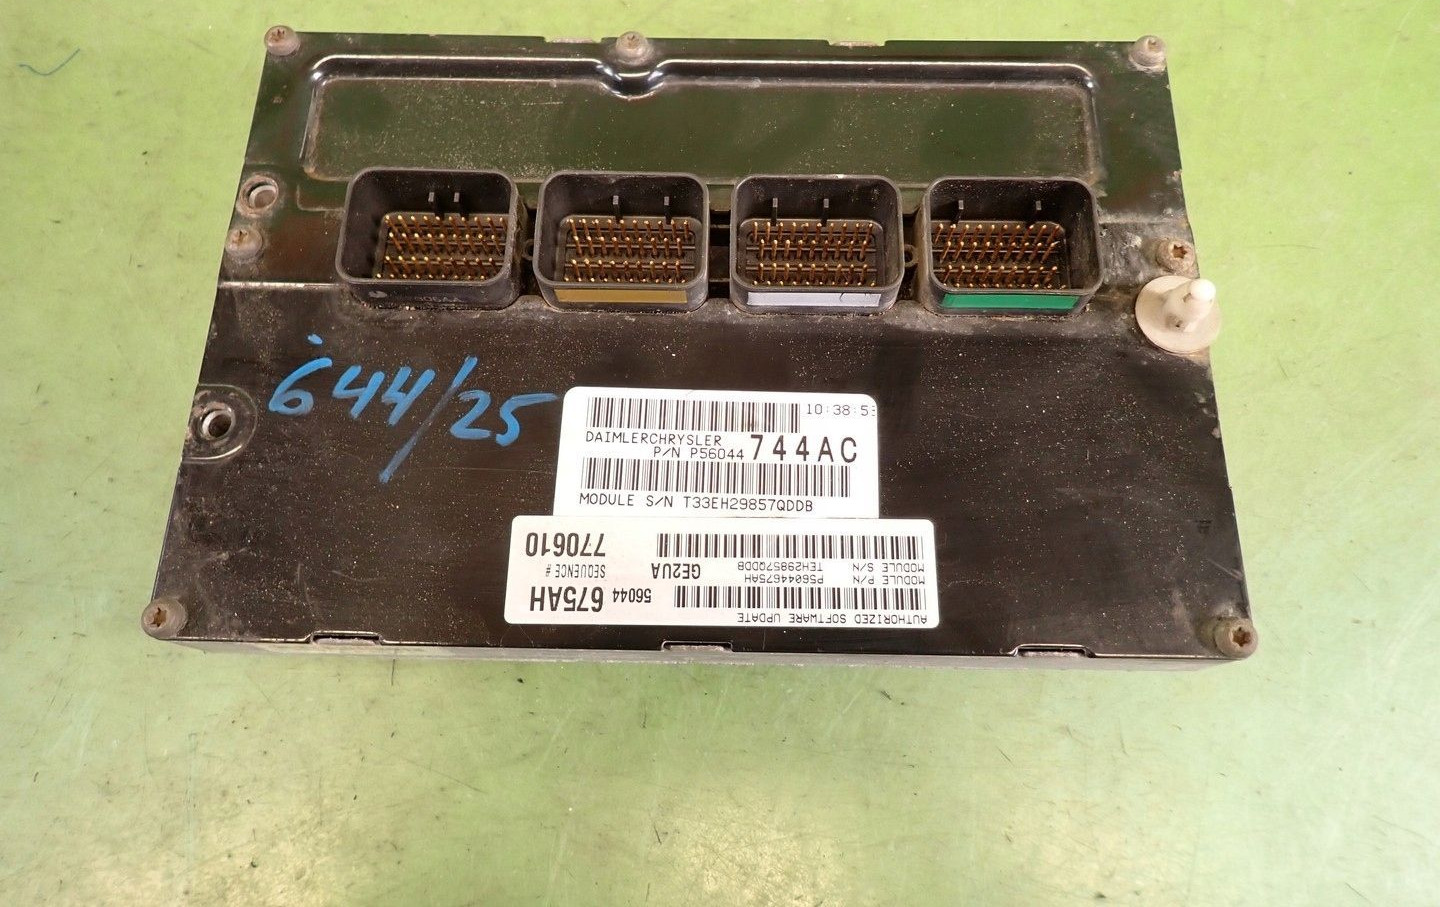 644/25
10:38:5
DAIMLERCHRYSLER
P/N P56044 744AC
MODULE S/N T33EH29857QDDB
AUTHORIZED SOFTWARE UPDATE
MODULE P/N P56044675AH 56044 675AH
MODULE S/N TEH29857QDDB GE2UA SEQUENCE #
770610